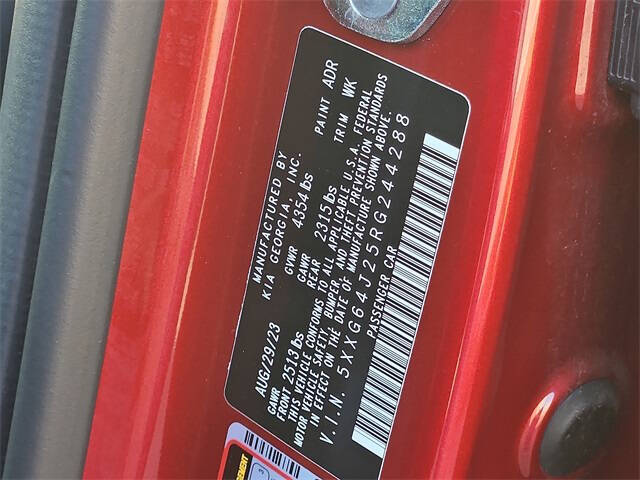 MANUFACTURED BY
AUG/29/23 KIA GEORGIA, INC.
GVWR 4354lbs PAINT ADR
GAWR FRONT 2513lbs GAWR REAR 2315lbs TRIM WK
THIS VEHICLE CONFORMS TO ALL APPLICABLE U.S.A. FEDERAL
MOTOR VEHICLE SAFETY, BUMPER, AND THEFT PREVENTION STANDARDS
IN EFFECT ON THE DATE OF MANUFACTURE SHOWN ABOVE.
V.I.N. 5XXG64J25RG244288
PASSENGER CAR